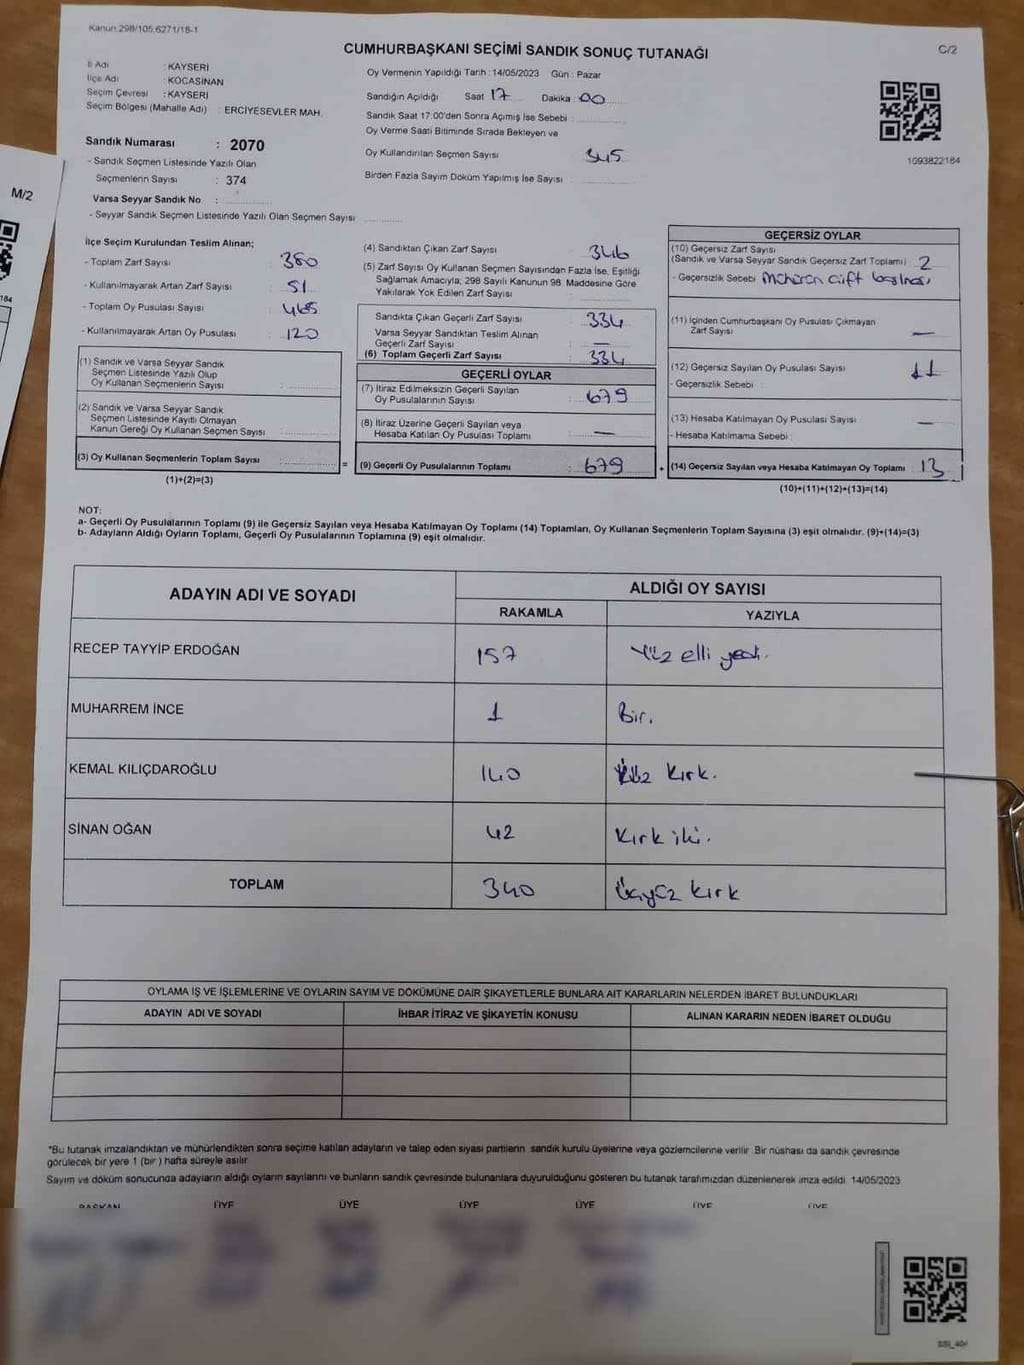 Kanun 298/105,6271/18-1
C/2
CUMHURBAŞKANI SEÇİMİ SANDIK SONUÇ TUTANAĞI
İl Adı : KAYSERİ
İlçe Adı : KOCASİNAN
Seçim Çevresi : KAYSERİ
Seçim Bölgesi (Mahalle Adı) : ERCİYESEVLER MAH.
Sandık Numarası : 2070
- Sandık Seçmen Listesinde Yazılı Olan
Seçmenlerin Sayısı : 374
Varsa Seyyar Sandık No :
- Seyyar Sandık Seçmen Listesinde Yazılı Olan Seçmen Sayısı
Oy Vermenin Yapıldığı Tarih : 14/05/2023 Gün : Pazar
Sandığın Açıldığı Saat 17 Dakika 00
Sandık Saat 17:00'den Sonra Açımış İse Sebebi :
Oy Verme Saati Bitiminde Sırada Bekleyen ve
Oy Kullandırılan Seçmen Sayısı 345
Birden Fazla Sayım Döküm Yapılmış İse Sayısı :
1093822184
M/2
184
İlçe Seçim Kurulundan Teslim Alınan;
- Toplam Zarf Sayısı : 380
- Kullanılmayarak Artan Zarf Sayısı : 51
- Toplam Oy Pusulası Sayısı : 465
- Kullanılmayarak Artan Oy Pusulası : 120
(1) Sandık ve Varsa Seyyar Sandık
Seçmen Listesinde Yazılı Olup
Oy Kullanan Seçmenlerin Sayısı :
(2) Sandık ve Varsa Seyyar Sandık
Seçmen Listesinde Kayıtlı Olmayan
Kanun Gereği Oy Kullanan Seçmen Sayısı :
(3) Oy Kullanan Seçmenlerin Toplam Sayısı :
(1)+(2)=(3)
=
(4) Sandıktan Çıkan Zarf Sayısı : 346
(5) Zarf Sayısı Oy Kullanan Seçmen Sayısından Fazla İse, Eşitliği
Sağlamak Amacıyla; 298 Sayılı Kanunun 98. Maddesine Göre
Yakılarak Yok Edilen Zarf Sayısı :
Sandıkta Çıkan Geçerli Zarf Sayısı : 334
Varsa Seyyar Sandıktan Teslim Alınan
Geçerli Zarf Sayısı : —
(6) Toplam Geçerli Zarf Sayısı : 334
GEÇERLİ OYLAR
(7) İtiraz Edilmeksizin Geçerli Sayılan
Oy Pusulalarının Sayısı : 679
(8) İtiraz Üzerine Geçerli Sayılan veya
Hesaba Katılan Oy Pusulası Toplamı : —
(9) Geçerli Oy Pusulalarının Toplamı : 679
+
GEÇERSİZ OYLAR
(10) Geçersiz Zarf Sayısı
(Sandık ve Varsa Seyyar Sandık Geçersiz Zarf Toplamı) : 2
- Geçersizlik Sebebi : Mührün çift basılması
(11) İçinden Cumhurbaşkanı Oy Pusulası Çıkmayan
Zarf Sayısı : —
(12) Geçersiz Sayılan Oy Pusulası Sayısı : 11
- Geçersizlik Sebebi :
(13) Hesaba Katılmayan Oy Pusulası Sayısı : —
- Hesaba Katılmama Sebebi :
(14) Geçersiz Sayılan veya Hesaba Katılmayan Oy Toplamı : 13
(10)+(11)+(12)+(13)=(14)
NOT:
a- Geçerli Oy Pusulalarının Toplamı (9) ile Geçersiz Sayılan veya Hesaba Katılmayan Oy Toplamı (14) Toplamları, Oy Kullanan Seçmenlerin Toplam Sayısına (3) eşit olmalıdır. (9)+(14)=(3)
b- Adayların Aldığı Oyların Toplamı, Geçerli Oy Pusulalarının Toplamına (9) eşit olmalıdır.
ADAYIN ADI VE SOYADI
ALDIĞI OY SAYISI
RAKAMLA YAZIYLA
RECEP TAYYİP ERDOĞAN 157 Yüz elli yedi.
MUHARREM İNCE 1 Bir.
KEMAL KILIÇDAROĞLU 140 Yüz kırk.
SİNAN OĞAN 42 Kırk iki.
TOPLAM 340 Üçyüz kırk
OYLAMA İŞ VE İŞLEMLERİNE VE OYLARIN SAYIM VE DÖKÜMÜNE DAİR ŞİKAYETLERLE BUNLARA AİT KARARLARIN NELERDEN İBARET BULUNDUKLARI
ADAYIN ADI VE SOYADI İHBAR İTİRAZ VE ŞİKAYETİN KONUSU ALINAN KARARIN NEDEN İBARET OLDUĞU
*Bu tutanak imzalandıktan ve mühürlendikten sonra seçime katılan adayların ve talep eden siyasi partilerin sandık kurulu üyelerine veya gözlemcilerine verilir. Bir nüshası da sandık çevresinde
görülecek bir yere 1 (bir ) hafta süreyle asılır.
Sayım ve döküm sonucunda adayların aldığı oyların sayılarını ve bunların sandık çevresinde bulunanlara duyurulduğunu gösteren bu tutanak tarafımızdan düzenlenerek imza edildi. 14/05/2023
BAŞKAN ÜYE ÜYE ÜYE ÜYE ÜYE ÜYE